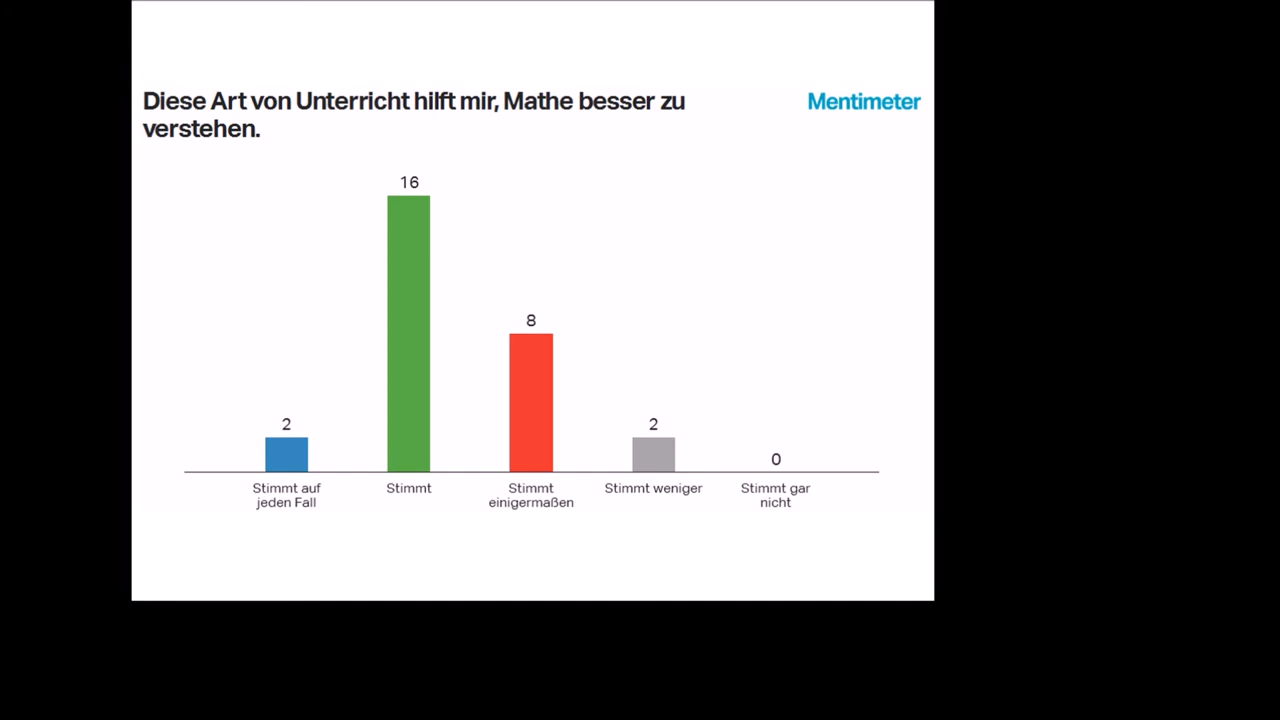 Diese Art von Unterricht hilft mir, Mathe besser zu
verstehen.
Mentimeter
2
16
8
2
0
Stimmt auf
jeden Fall
Stimmt
Stimmt
einigermaßen
Stimmt weniger
Stimmt gar
nicht